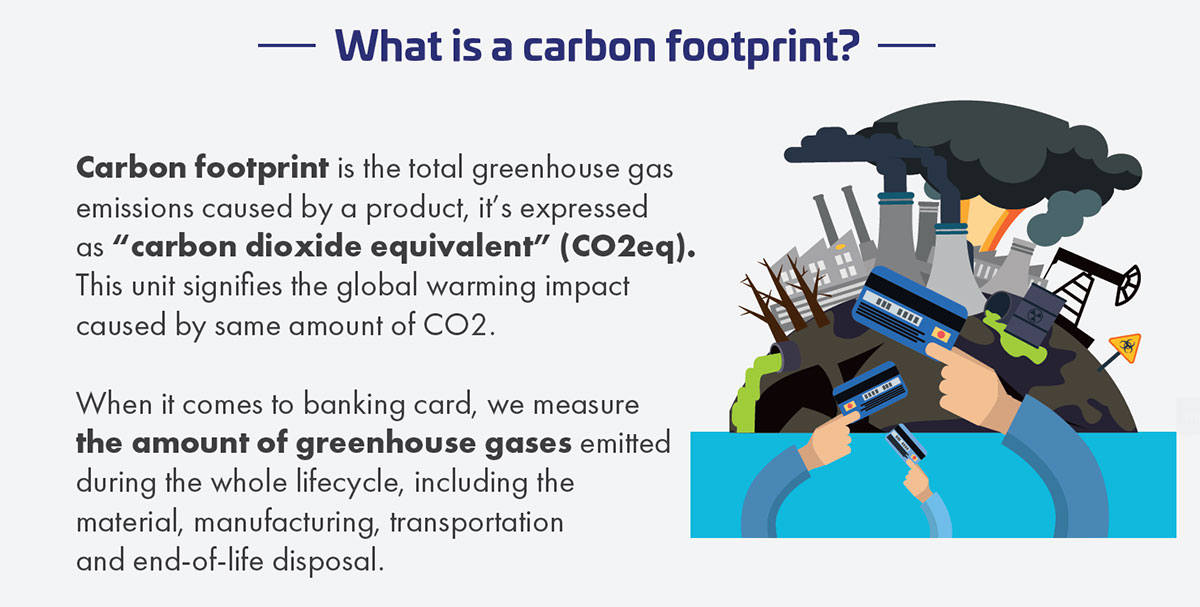 What is a carbon footprint?
Carbon footprint is the total greenhouse gas
emissions caused by a product, it’s expressed
as “carbon dioxide equivalent” (CO2eq).
This unit signifies the global warming impact
caused by same amount of CO2.
When it comes to banking card, we measure
the amount of greenhouse gases emitted
during the whole lifecycle, including the
material, manufacturing, transportation
and end-of-life disposal.